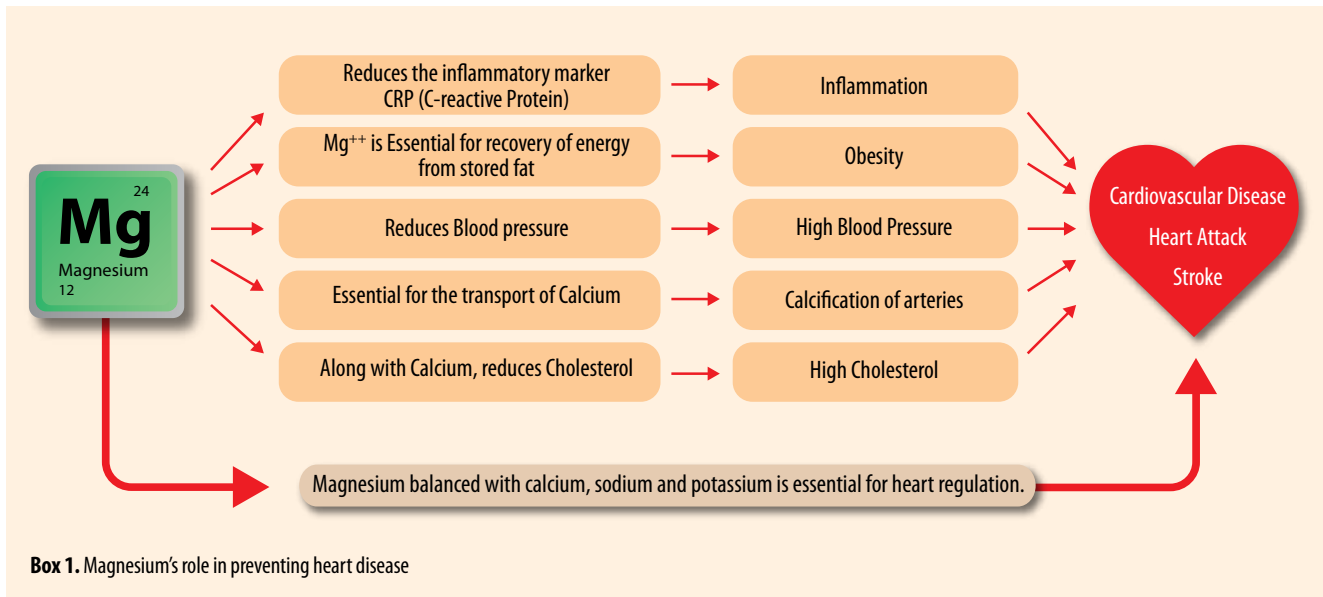 24
Mg
Magnesium
12
Reduces the inflammatory marker
CRP (C-reactive Protein)
Inflammation
Mg++ is Essential for recovery of energy
from stored fat
Obesity
Reduces Blood pressure
High Blood Pressure
Essential for the transport of Calcium
Calcification of arteries
Along with Calcium, reduces Cholesterol
High Cholesterol
Cardiovascular Disease
Heart Attack
Stroke
Magnesium balanced with calcium, sodium and potassium is essential for heart regulation.
Box 1. Magnesium’s role in preventing heart disease